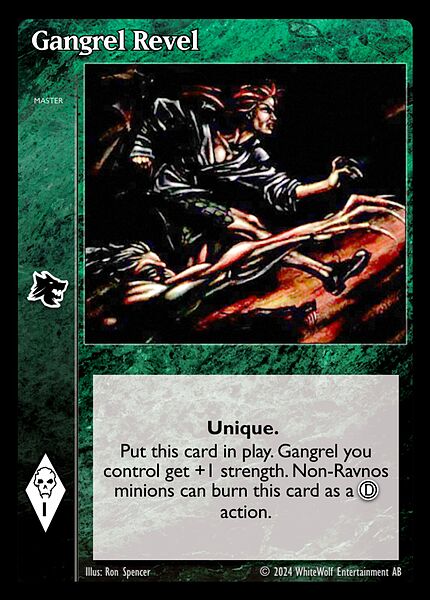 Gangrel Revel
MASTER
Unique.
Put this card in play. Gangrel you
control get +1 strength. Non-Ravnos
minions can burn this card as a Ⓓ
action.
1
Illus: Ron Spencer
© 2024 WhiteWolf Entertainment AB